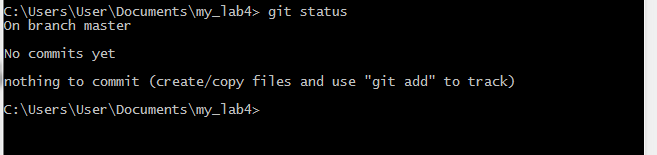 C:\Users\User\Documents\my_lab4> git status
On branch master
No commits yet
nothing to commit (create/copy files and use "git add" to track)
C:\Users\User\Documents\my_lab4>